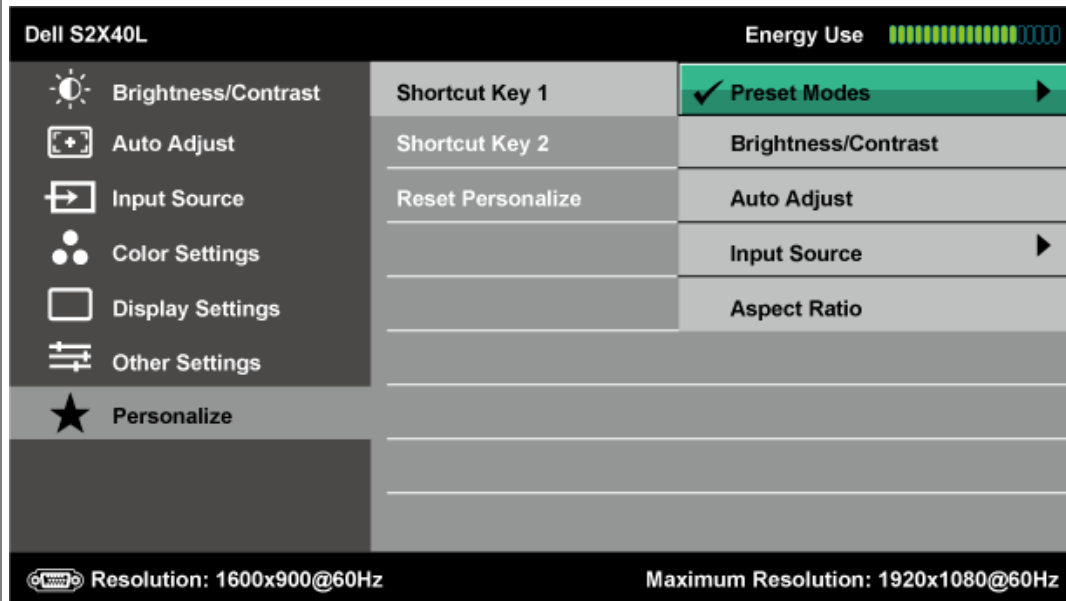 Dell S2X40L
Energy Use
Brightness/Contrast
Auto Adjust
Input Source
Color Settings
Display Settings
Other Settings
Personalize
Shortcut Key 1
Shortcut Key 2
Reset Personalize
Preset Modes
Brightness/Contrast
Auto Adjust
Input Source
Aspect Ratio
Resolution: 1600x900@60Hz
Maximum Resolution: 1920x1080@60Hz